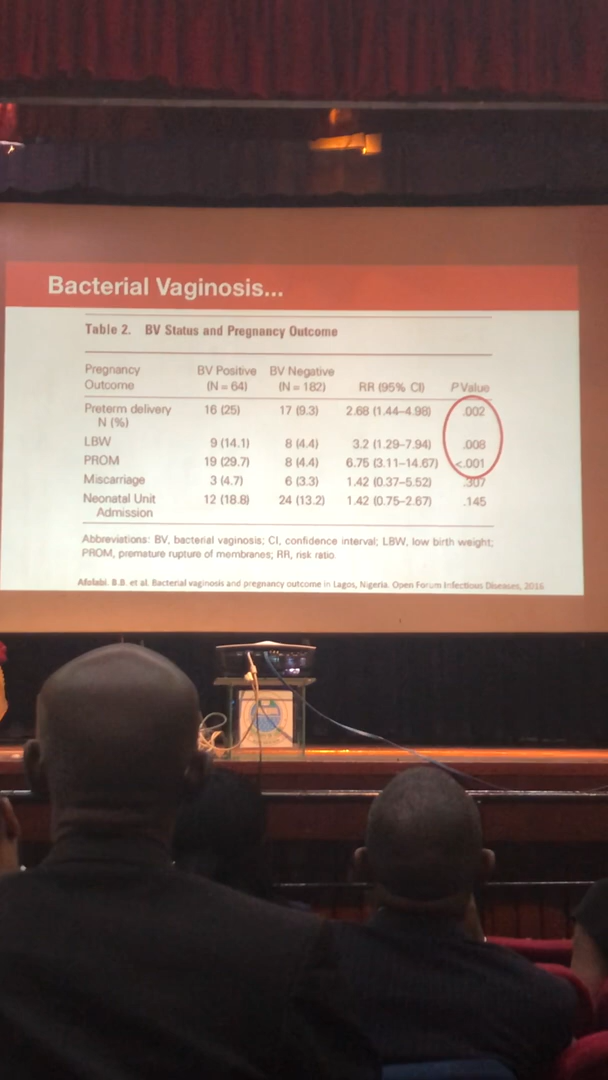 Bacterial Vaginosis...
Table 2. BV Status and Pregnancy Outcome
Pregnancy Outcome BV Positive (N = 64) BV Negative (N = 182) RR (95% CI) P Value
Preterm delivery N (%) 16 (25) 17 (9.3) 2.68 (1.44–4.98) .002
LBW 9 (14.1) 8 (4.4) 3.2 (1.29–7.94) .008
PROM 19 (29.7) 8 (4.4) 6.75 (3.11–14.67) <.001
Miscarriage 3 (4.7) 6 (3.3) 1.42 (0.37–5.52) .307
Neonatal Unit Admission 12 (18.8) 24 (13.2) 1.42 (0.75–2.67) .145
Abbreviations: BV, bacterial vaginosis; CI, confidence interval; LBW, low birth weight;
PROM, premature rupture of membranes; RR, risk ratio.
Afolabi. B.B. et al. Bacterial vaginosis and pregnancy outcome in Lagos, Nigeria. Open Forum Infectious Diseases, 2016